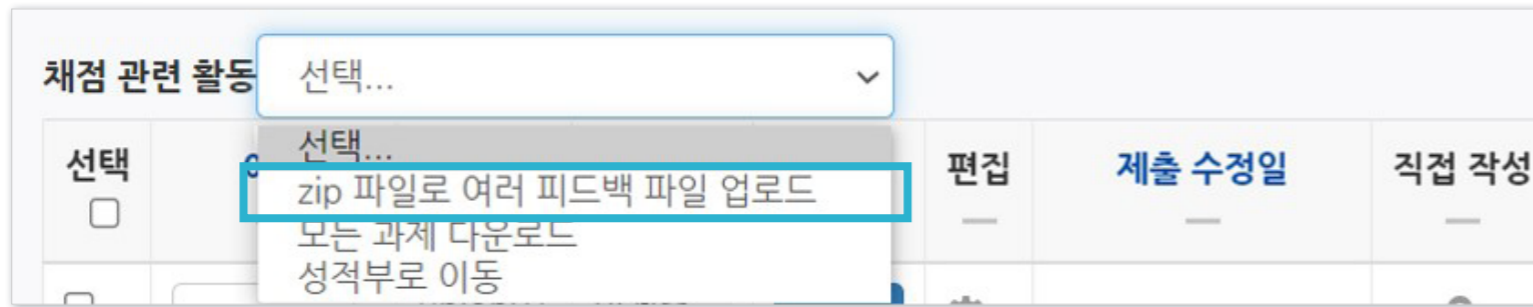 채점 관련 활동 선택...
선택...
zip 파일로 여러 피드백 파일 업로드
모든 과제 다운로드
성적부로 이동
선택 편집 제출 수정일 직접 작성